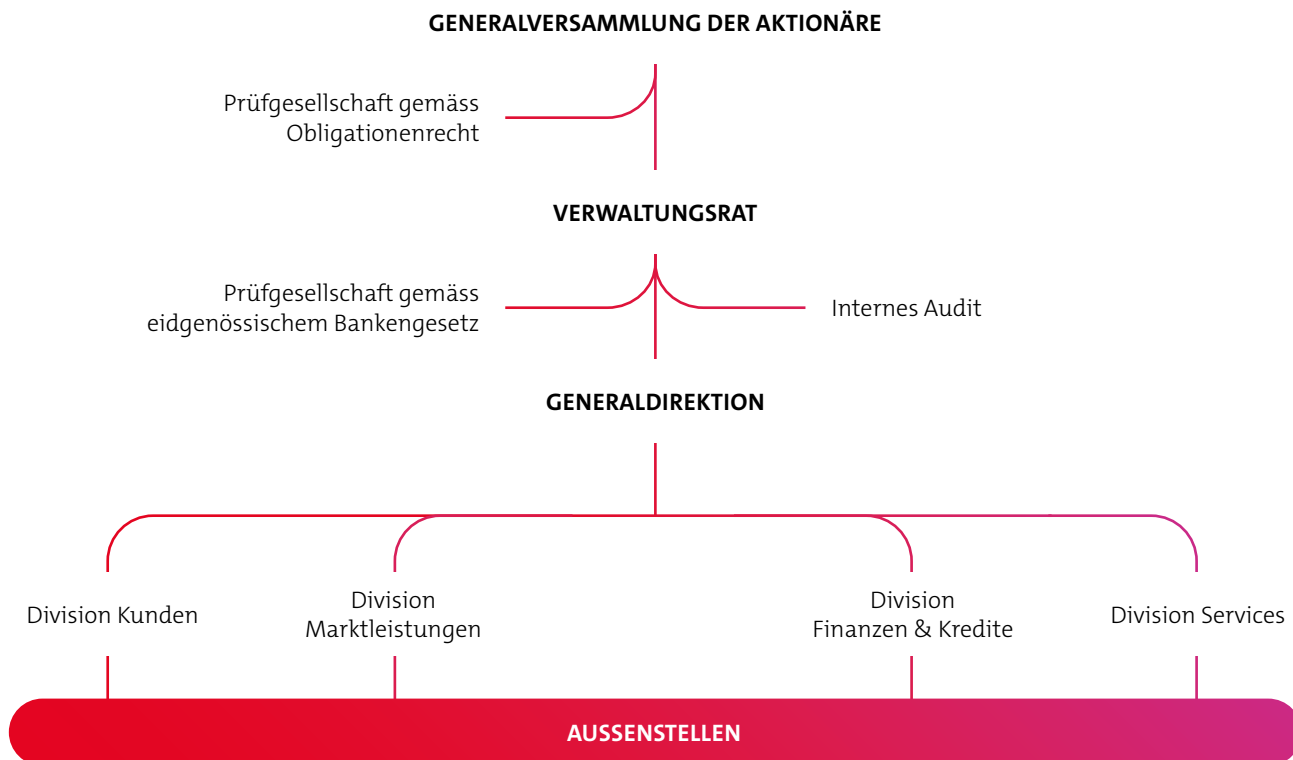 GENERALVERSAMMLUNG DER AKTIONÄRE
Prüfgesellschaft gemäss
Obligationenrecht
VERWALTUNGSRAT
Prüfgesellschaft gemäss
eidgenössischem Bankengesetz
Internes Audit
GENERALDIREKTION
Division Kunden
Division
Marktleistungen
Division
Finanzen & Kredite
Division Services
AUSSENSTELLEN